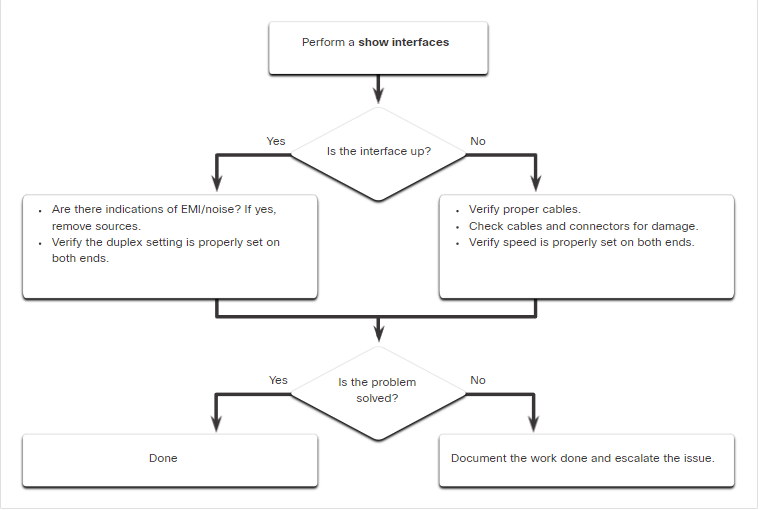 Perform a show interfaces
Yes
No
Is the interface up?
• Are there indications of EMI/noise? If yes,
remove sources.
• Verify the duplex setting is properly set on
both ends.
• Verify proper cables.
• Check cables and connectors for damage.
• Verify speed is properly set on both ends.
Yes
No
Is the problem
solved?
Done
Document the work done and escalate the issue.